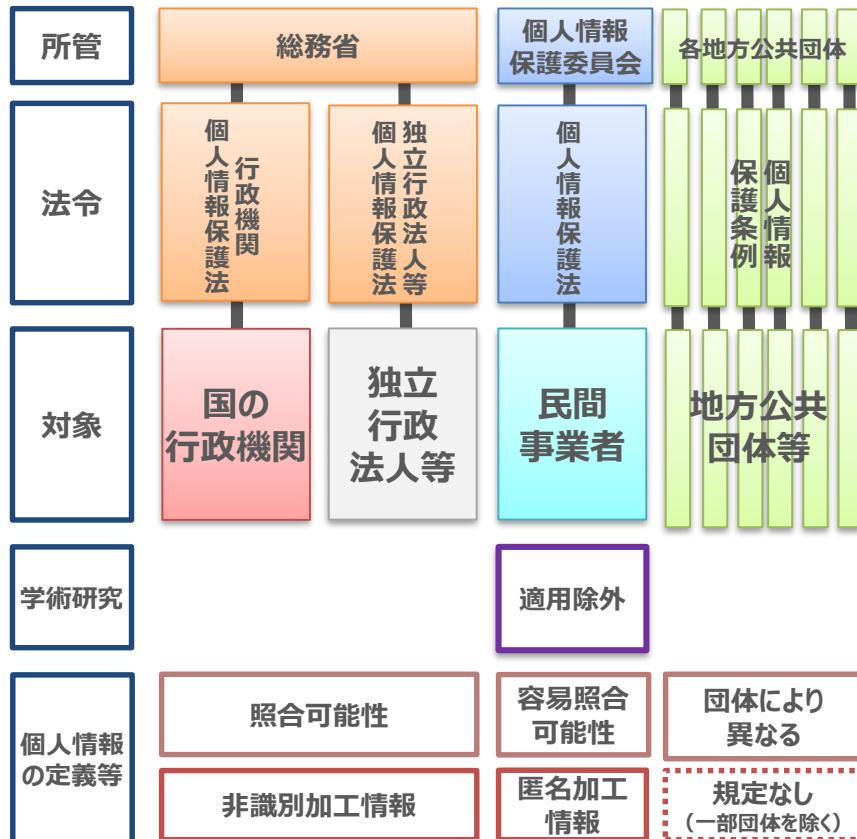 所管
総務省
個人情報
保護委員会
各地方公共団体
法令
行政機関
個人情報保護法
独立行政法人等
個人情報保護法
個人情報保護法
個人情報
保護条例
対象
国の
行政機関
独立
行政
法人等
民間
事業者
地方公共
団体等
学術研究
適用除外
個人情報
の定義等
照合可能性
容易照合
可能性
団体により
異なる
非識別加工情報
匿名加工
情報
規定なし
（一部団体を除く）